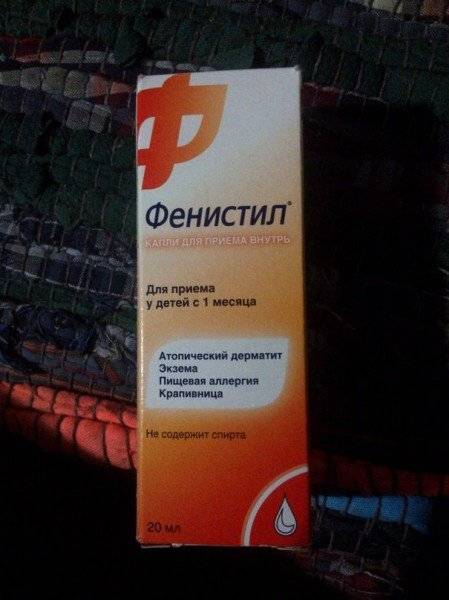 Фенистил®
КАПЛИ ДЛЯ ПРИЕМА ВНУТРЬ
Для приема
у детей с 1 месяца
Атопический дерматит
Экзема
Пищевая аллергия
Крапивница
Не содержит спирта
20 мл